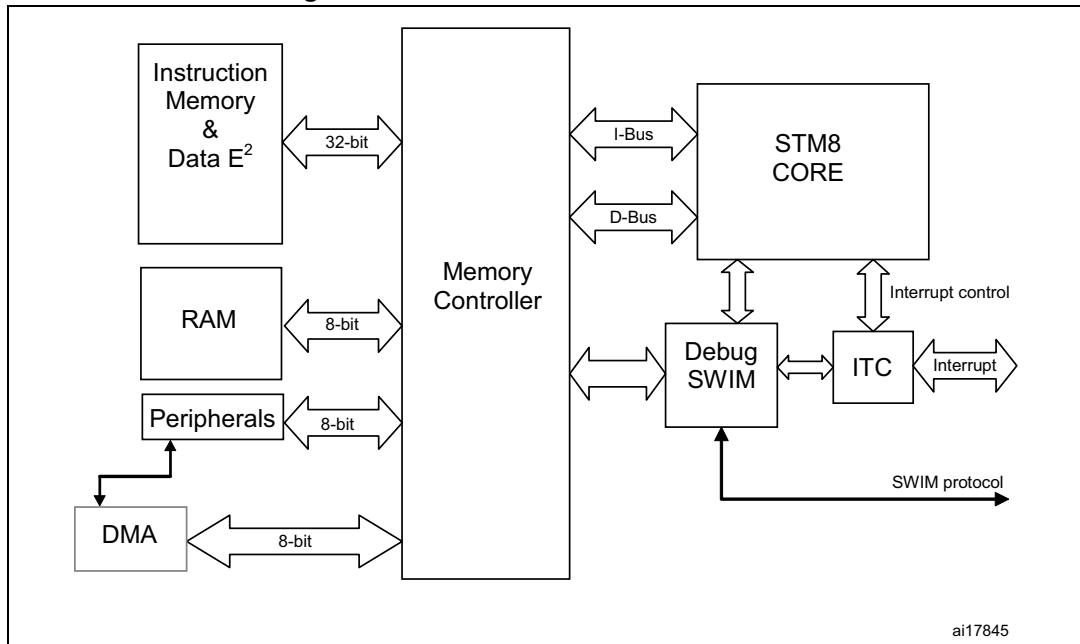 Instruction
Memory
&
Data E²
32-bit
RAM
8-bit
Peripherals
8-bit
DMA
8-bit
Memory
Controller
I-Bus
D-Bus
STM8
CORE
Interrupt control
Debug
SWIM
ITC
Interrupt
SWIM protocol
ai17845